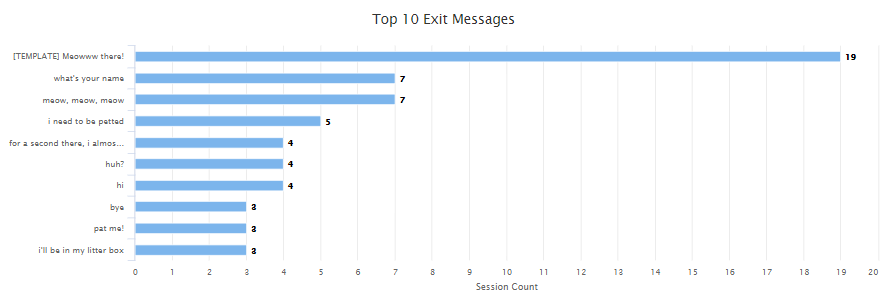 Top 10 Exit Messages
[TEMPLATE] Meowww there! 19
what's your name 7
meow, meow, meow 7
i need to be petted 5
for a second there, i almos... 4
huh? 4
hi 4
bye 3
pat me! 3
i'll be in my litter box 3
0 1 2 3 4 5 6 7 8 9 10 11 12 13 14 15 16 17 18 19 20
Session Count